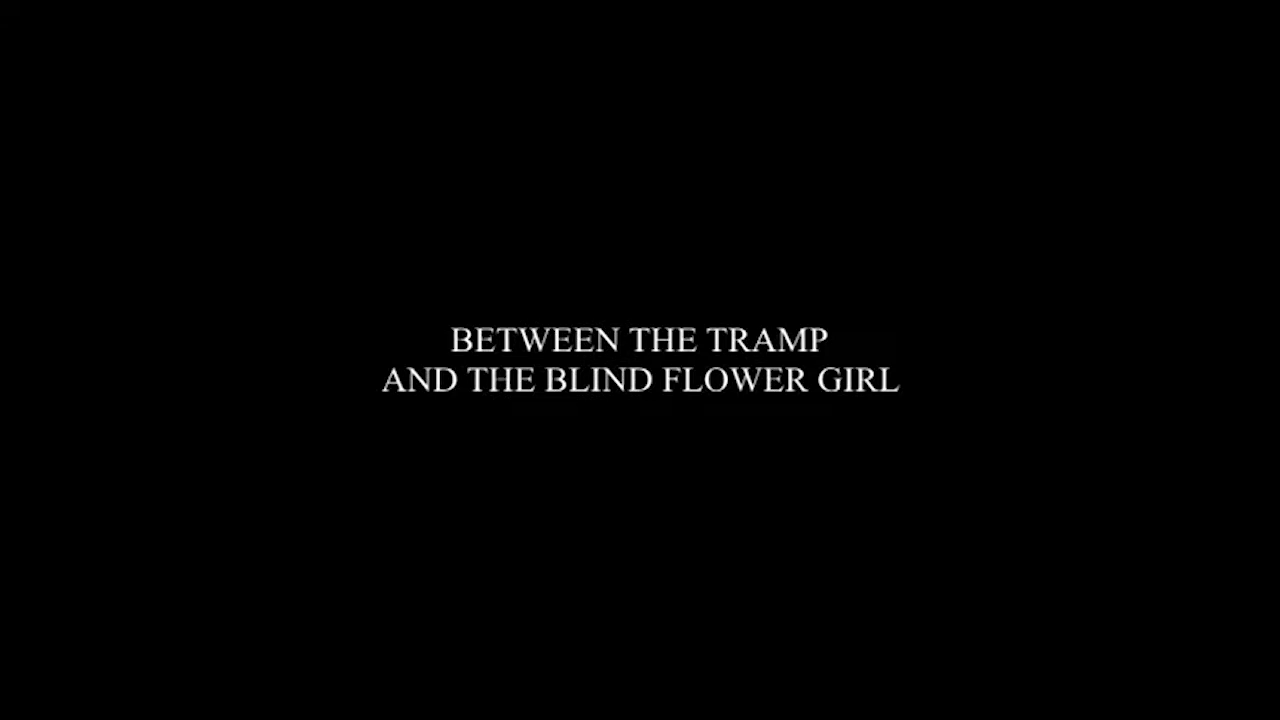 BETWEEN THE TRAMP
AND THE BLIND FLOWER GIRL